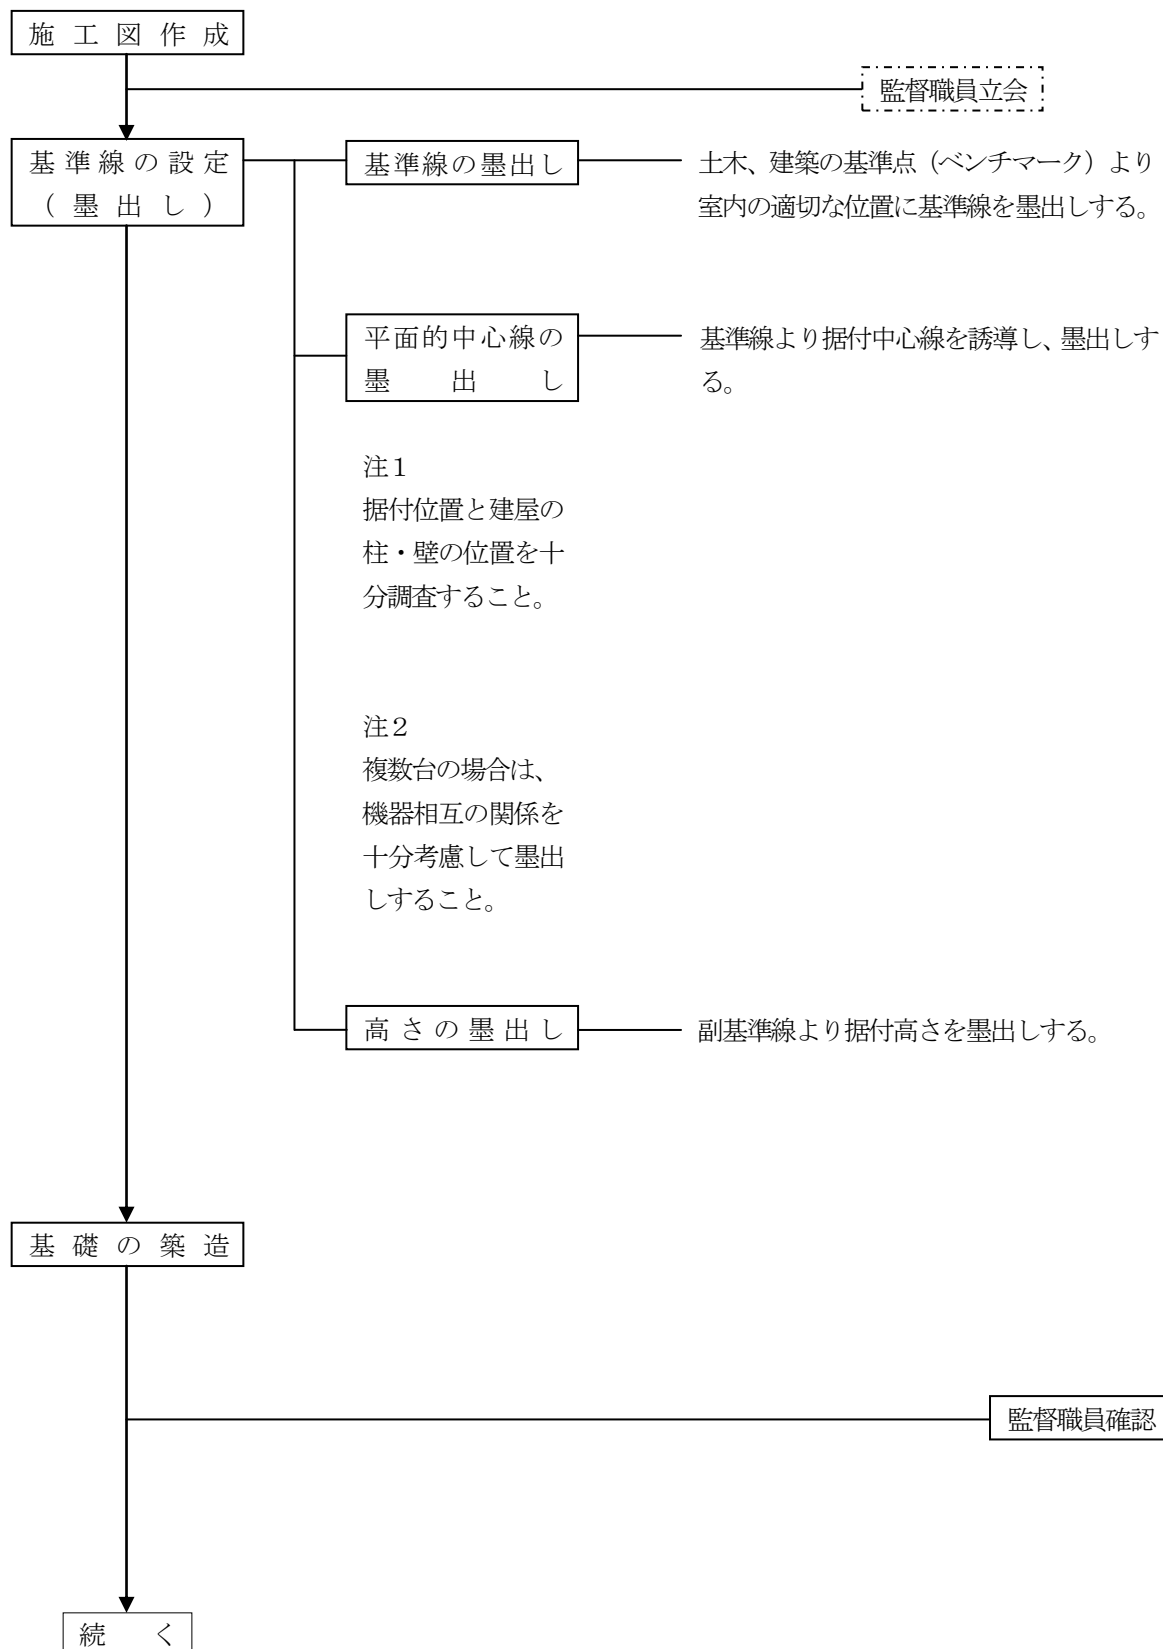 施工図作成
監督職員立会
基準線の設定
（墨出し）
基準線の墨出し
土木、建築の基準点（ベンチマーク）より
室内の適切な位置に基準線を墨出しする。
平面的中心線の
墨出し
基準線より据付中心線を誘導し、墨出しす
る。
注１
据付位置と建屋の
柱・壁の位置を十
分調査すること。
注２
複数台の場合は、
機器相互の関係を
十分考慮して墨出
しすること。
高さの墨出し
副基準線より据付高さを墨出しする。
基礎の築造
監督職員確認
続く